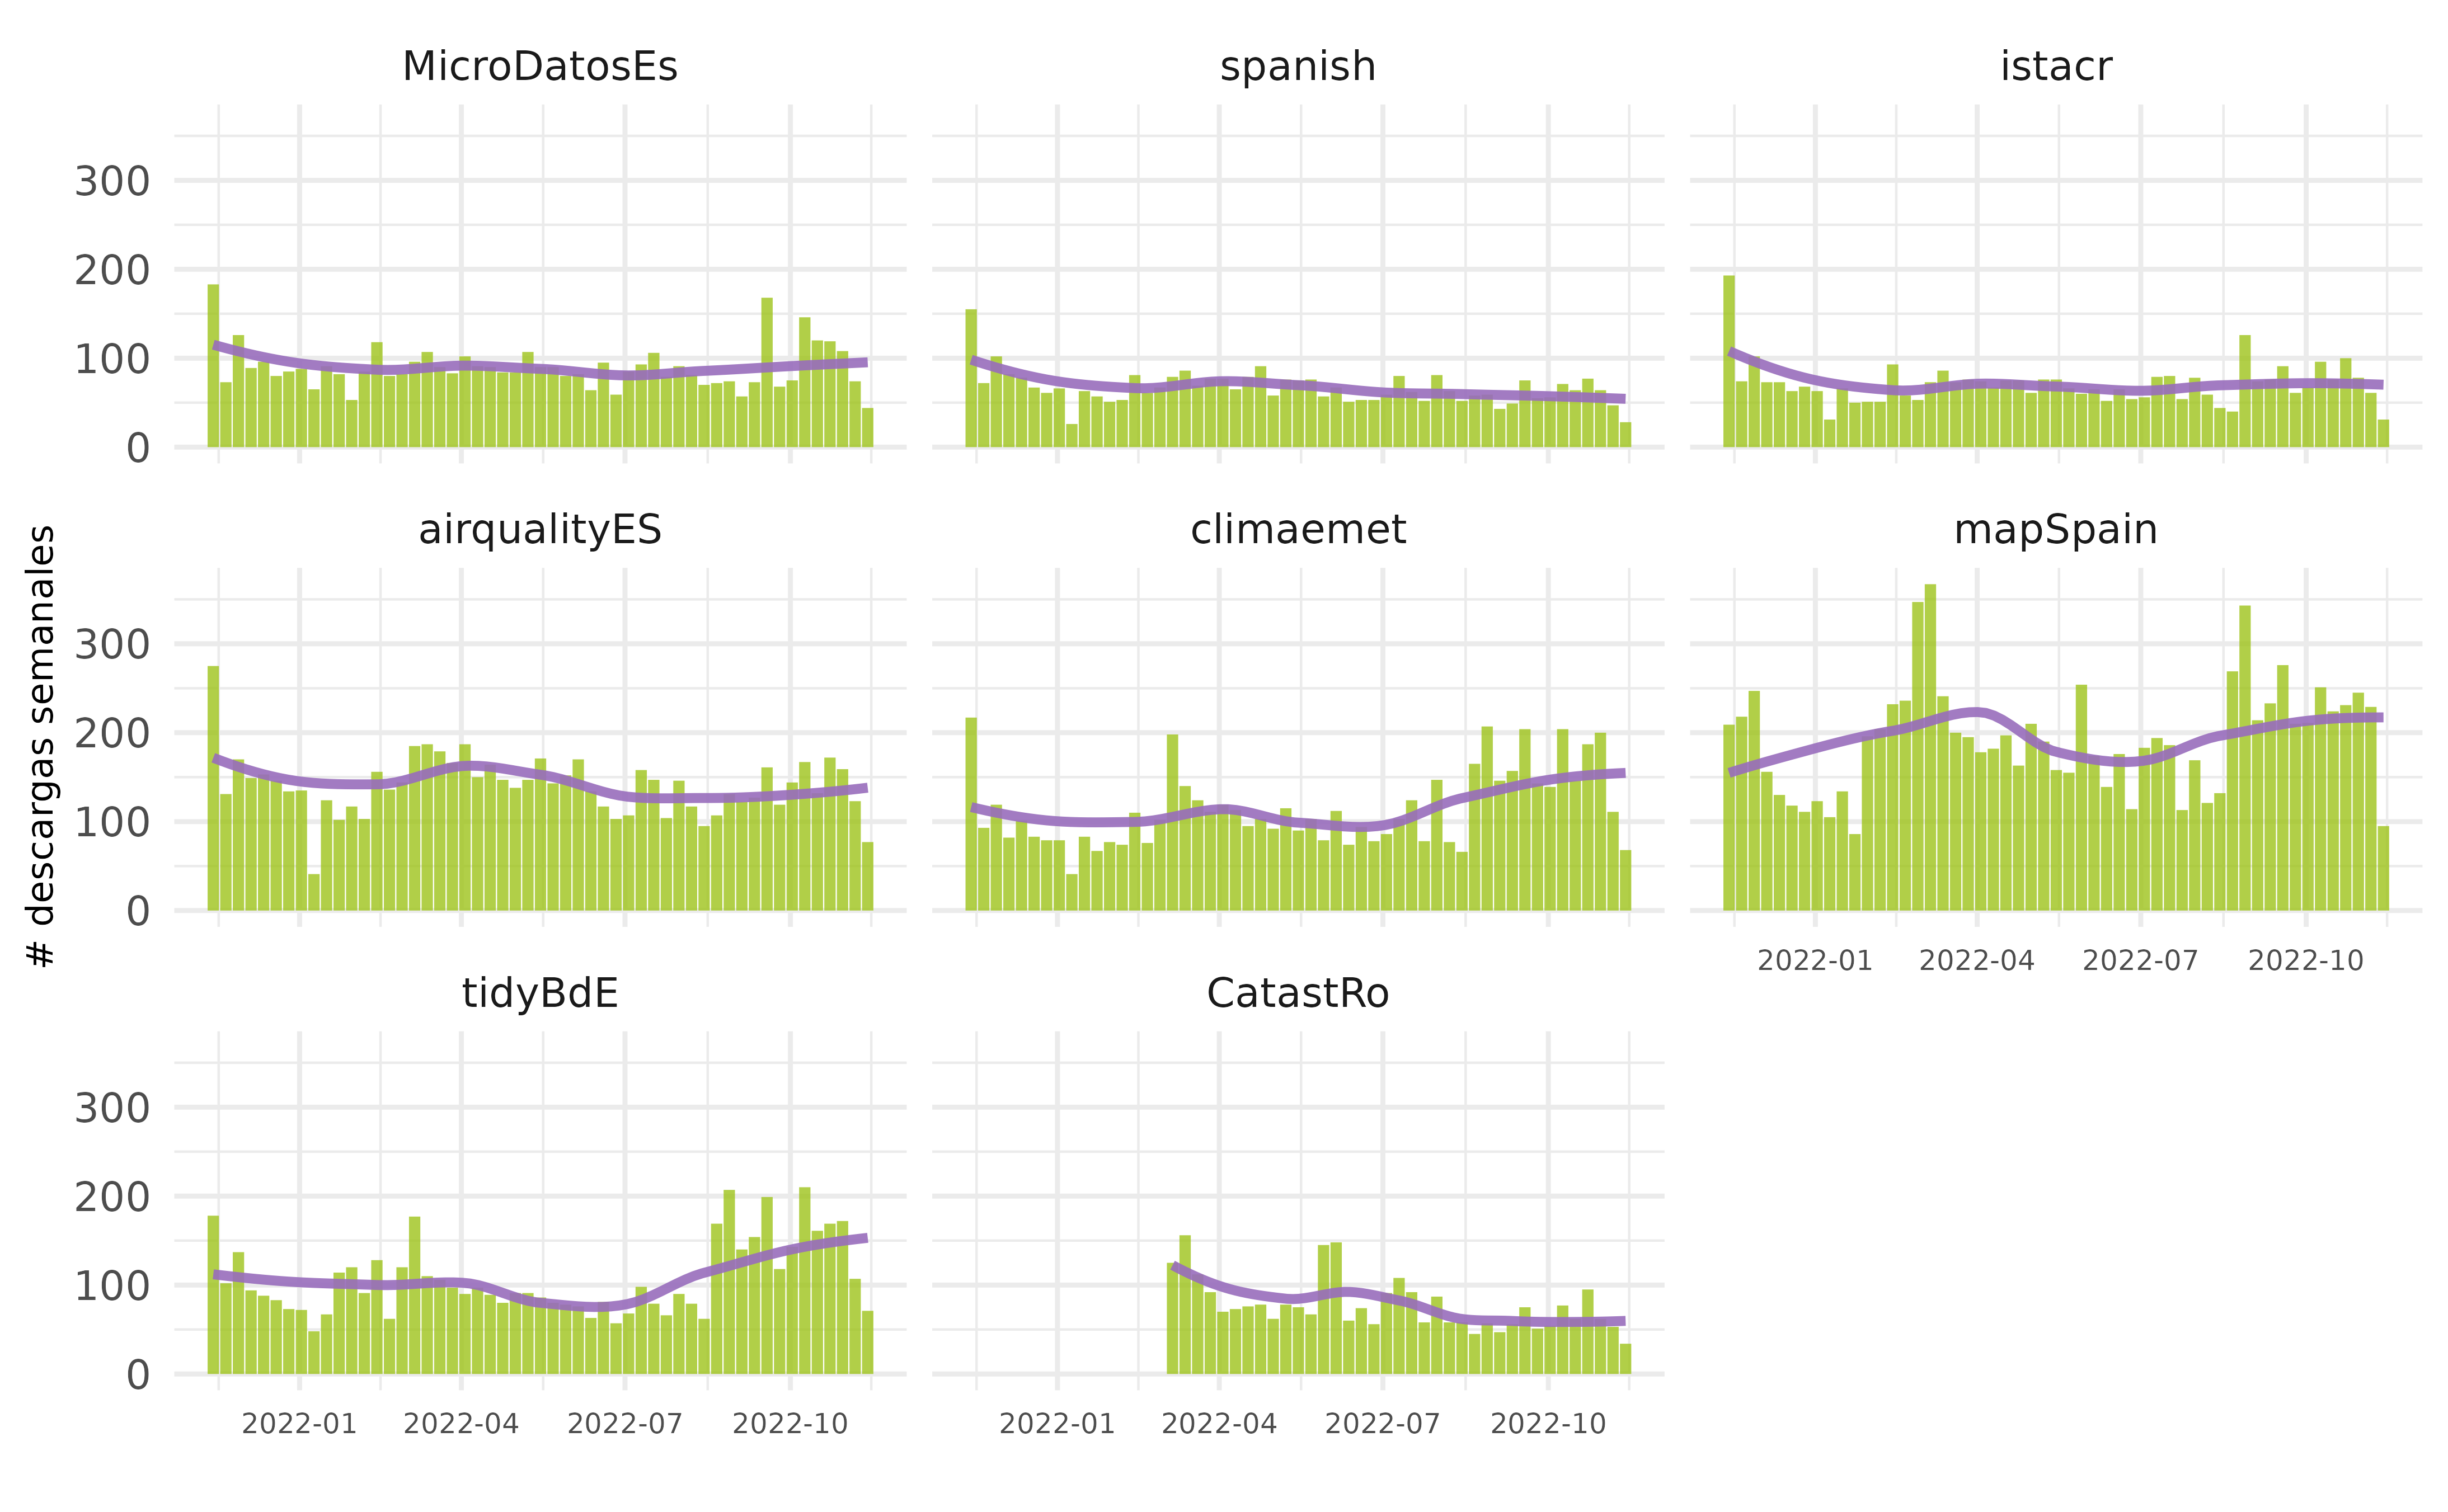 MicroDatosEs spanish istacr
300
200
100
0
airqualityES climaemet mapSpain
# descargas semanales
300
200
100
0
2022-01 2022-04 2022-07 2022-10
tidyBdE CatastRo
300
200
100
0
2022-01 2022-04 2022-07 2022-10 2022-01 2022-04 2022-07 2022-10